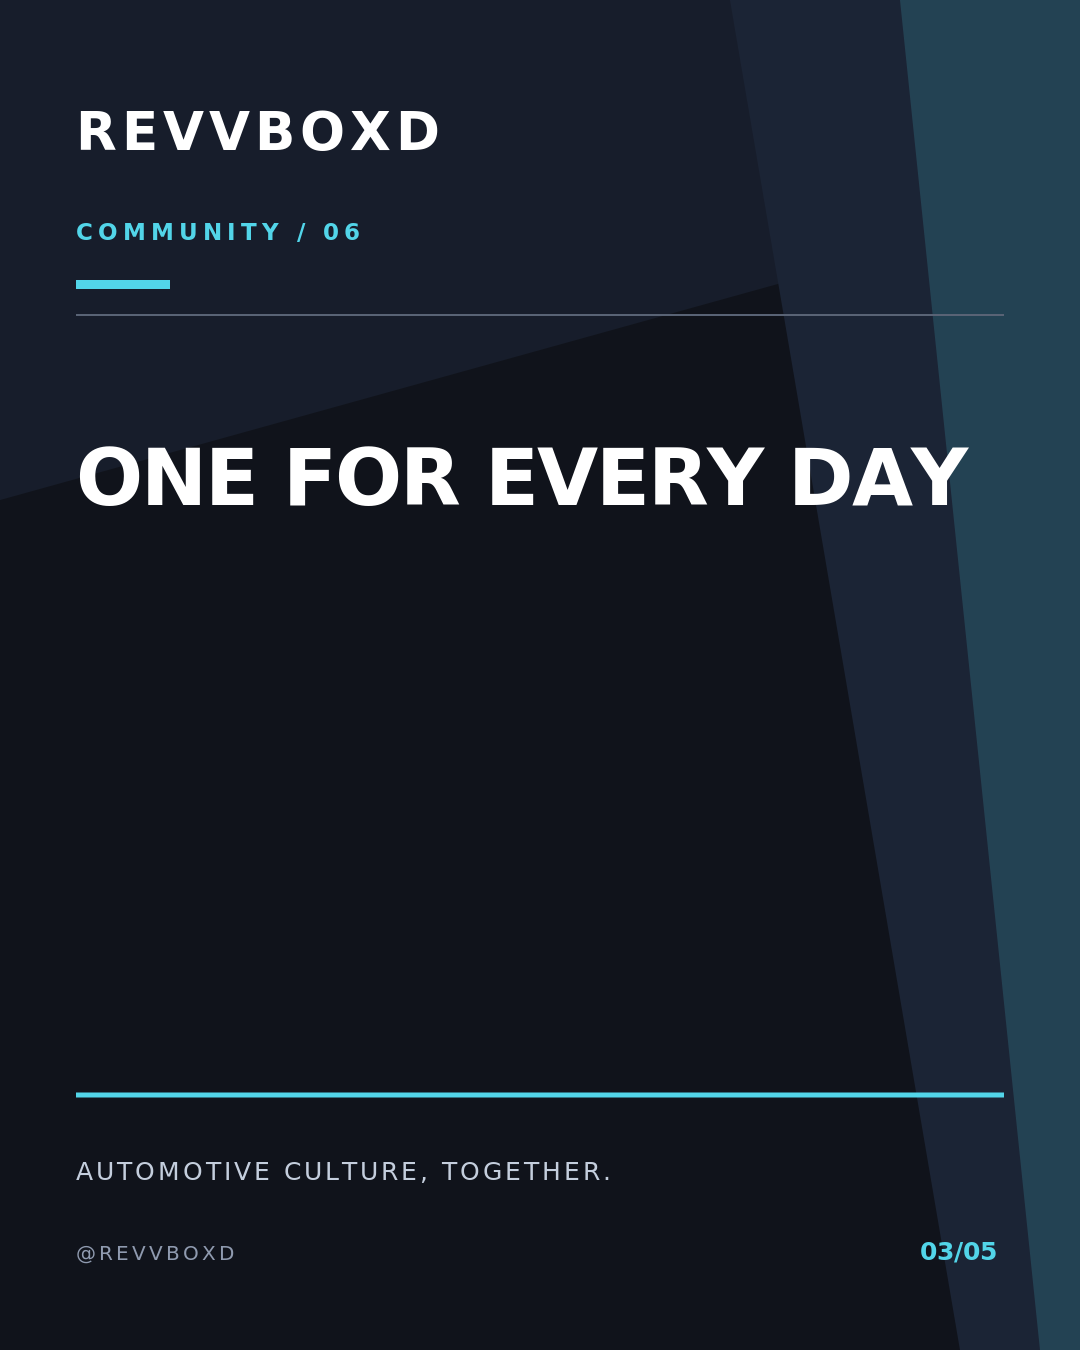 REVVBOXD
COMMUNITY / 06
ONE FOR EVERY DAY
AUTOMOTIVE CULTURE, TOGETHER.
@REVVBOXD
03/05